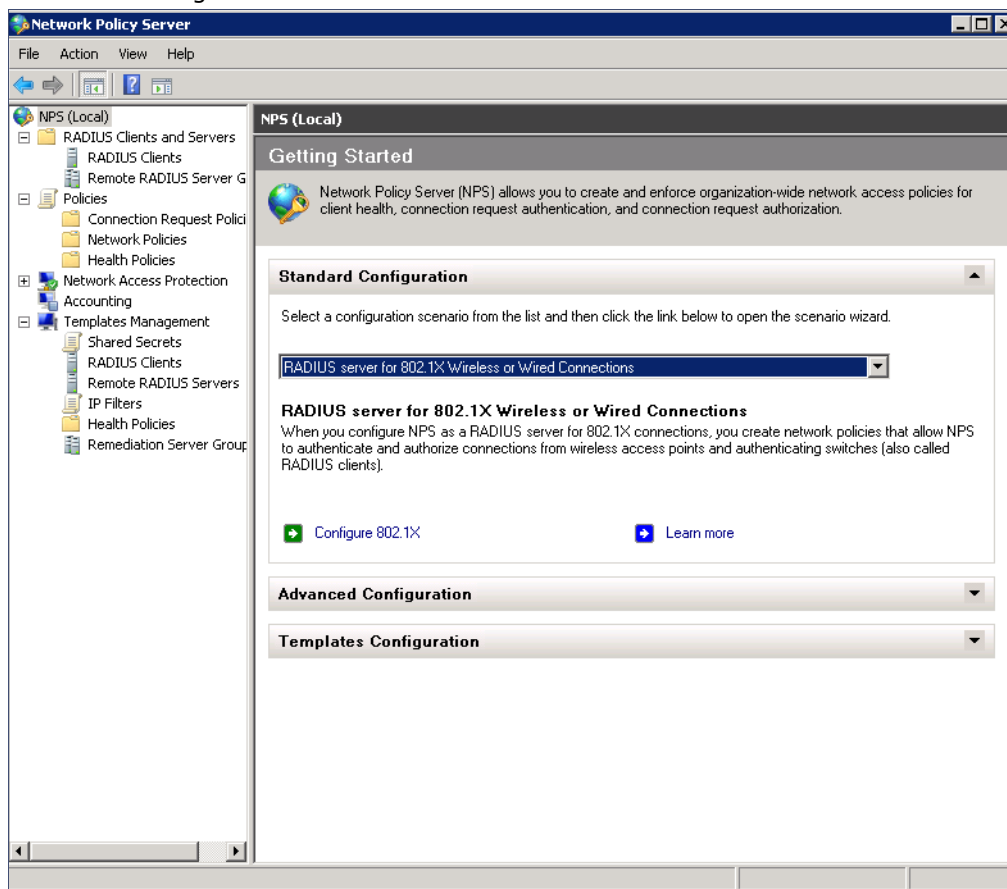 Network Policy Server
File Action View Help
NPS (Local)
RADIUS Clients and Servers
RADIUS Clients
Remote RADIUS Server G
Policies
Connection Request Polici
Network Policies
Health Policies
Network Access Protection
Accounting
Templates Management
Shared Secrets
RADIUS Clients
Remote RADIUS Servers
IP Filters
Health Policies
Remediation Server Group
NPS (Local)
Getting Started
Network Policy Server (NPS) allows you to create and enforce organization-wide network access policies for
client health, connection request authentication, and connection request authorization.
Standard Configuration
Select a configuration scenario from the list and then click the link below to open the scenario wizard.
RADIUS server for 802.1X Wireless or Wired Connections
RADIUS server for 802.1X Wireless or Wired Connections
When you configure NPS as a RADIUS server for 802.1X connections, you create network policies that allow NPS
to authenticate and authorize connections from wireless access points and authenticating switches (also called
RADIUS clients).
Configure 802.1X Learn more
Advanced Configuration
Templates Configuration